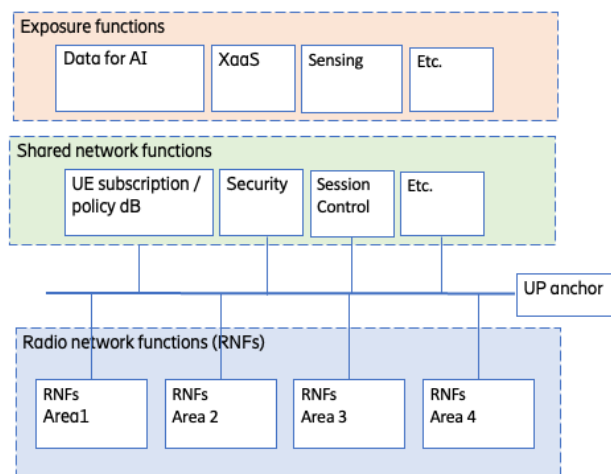 Exposure functions
Data for AI
XaaS
Sensing
Etc.
Shared network functions
UE subscription /
policy dB
Security
Session
Control
Etc.
UP anchor
Radio network functions (RNFs)
RNFs
Area1
RNFs
Area 2
RNFs
Area 3
RNFs
Area 4